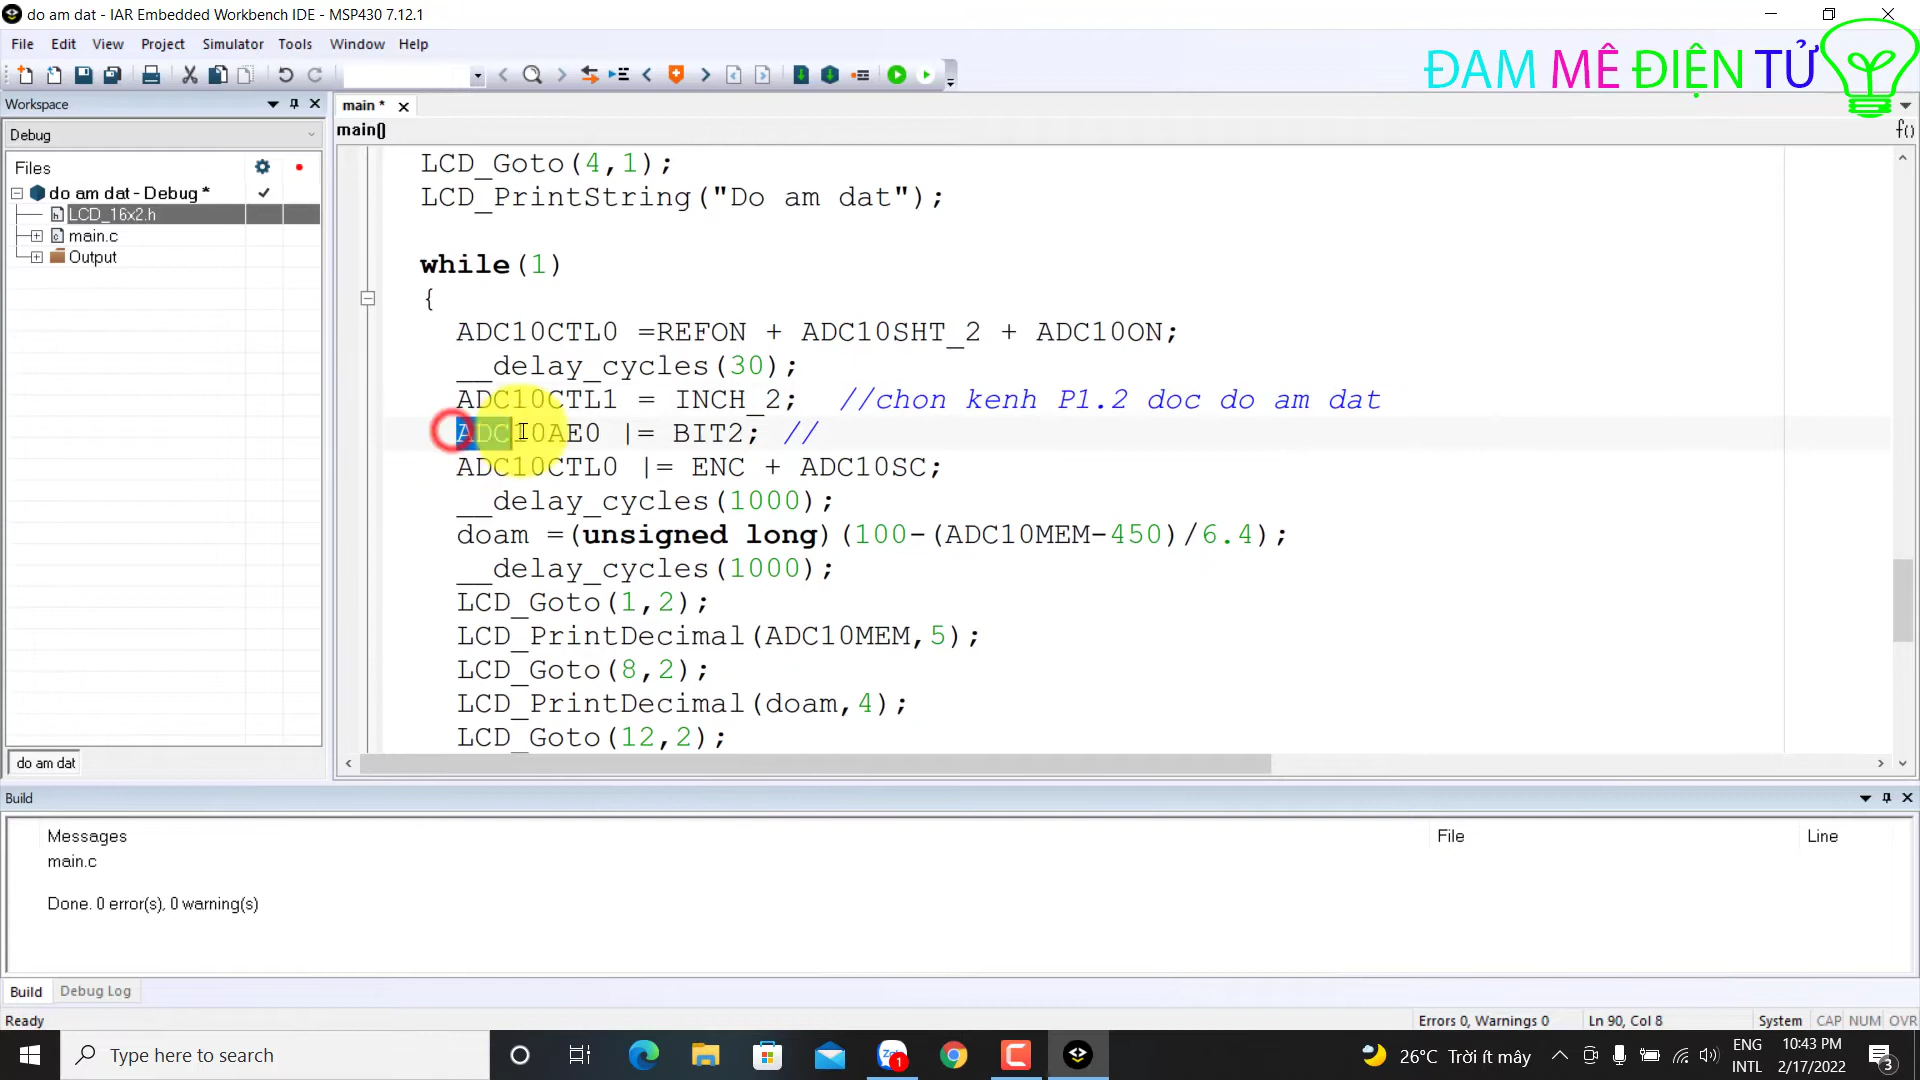 do am dat - IAR Embedded Workbench IDE - MSP430 7.12.1
File Edit View Project Simulator Tools Window Help
ĐAM MÊ ĐIỆN TỬ
Workspace
main *
Debug
main()
f()
Files
do am dat - Debug *
LCD_16x2.h
main.c
Output
do am dat
LCD_Goto(4,1);
LCD_PrintString("Do am dat");
while(1)
{
ADC10CTL0 =REFON + ADC10SHT_2 + ADC10ON;
__delay_cycles(30);
ADC10CTL1 = INCH_2; //chon kenh P1.2 doc do am dat
ADC10AE0 |= BIT2; //
ADC10CTL0 |= ENC + ADC10SC;
__delay_cycles(1000);
doam =(unsigned long)(100-(ADC10MEM-450)/6.4);
__delay_cycles(1000);
LCD_Goto(1,2);
LCD_PrintDecimal(ADC10MEM,5);
LCD_Goto(8,2);
LCD_PrintDecimal(doam,4);
LCD_Goto(12,2);
Build
Messages File Line
main.c
Done. 0 error(s), 0 warning(s)
Build Debug Log
Ready Errors 0, Warnings 0 Ln 90, Col 8 System CAP NUM OVR
Type here to search
Zalo
1
26°C Trời ít mây
ENG
INTL
10:43 PM
2/17/2022
3